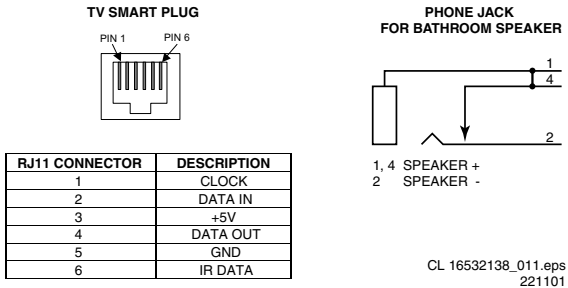 TV SMART PLUG
PIN 1 PIN 6
RJ11 CONNECTOR DESCRIPTION
1 CLOCK
2 DATA IN
3 +5V
4 DATA OUT
5 GND
6 IR DATA
PHONE JACK
FOR BATHROOM SPEAKER
1
4
2
1, 4 SPEAKER +
2 SPEAKER -
CL 16532138_011.eps
221101